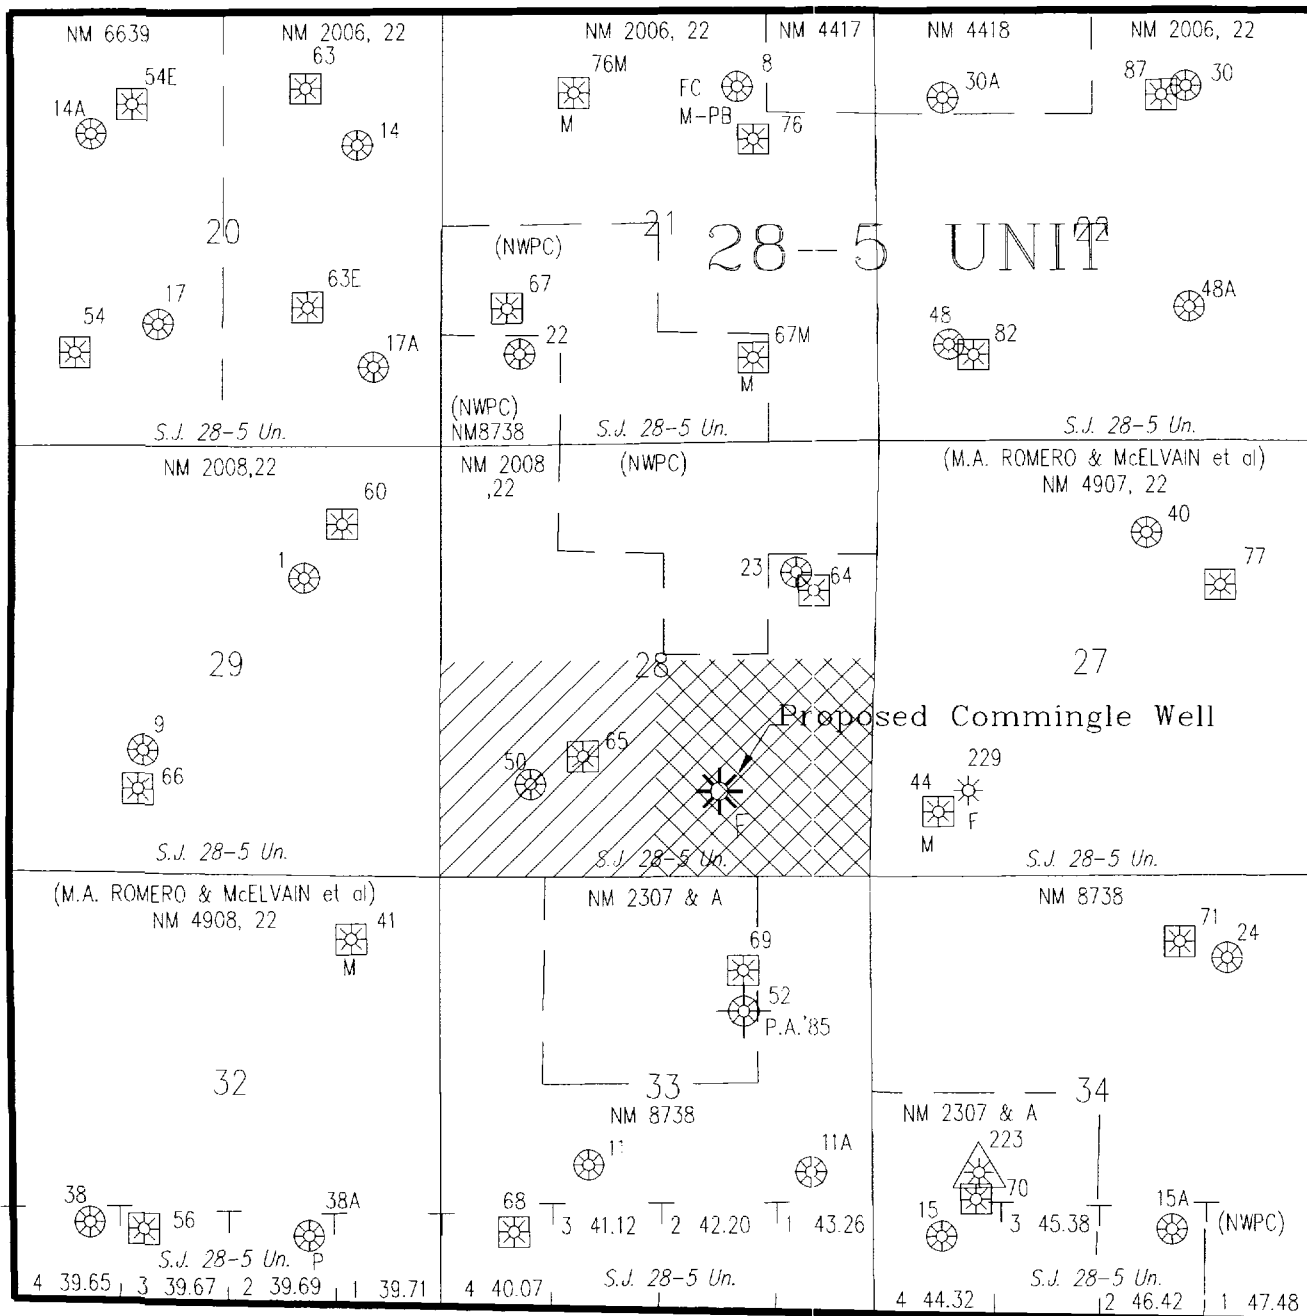 NM 6639
NM 2006, 22
NM 2006, 22
NM 4417
NM 4418
NM 2006, 22
54E
63
76M
FC
8
30A
87
30
14A
14
M
M-PB
76
20
21
28-5 UNIT
22
(NWPC)
54
17
63E
17A
67
22
67M
M
48
82
48A
(NWPC)
NM8738
S.J. 28-5 Un.
S.J. 28-5 Un.
S.J. 28-5 Un.
NM 2008,22
NM 2008
,22
(NWPC)
(M.A. ROMERO & McELVAIN et al)
NM 4907, 22
60
1
23
64
40
77
29
28
27
Proposed Commingle Well
9
66
50
65
F
229
44
M
F
S.J. 28-5 Un.
S.J. 28-5 Un.
S.J. 28-5 Un.
(M.A. ROMERO & McELVAIN et al)
NM 4908, 22
NM 2307 & A
NM 8738
41
M
69
52
P.A.'85
71
24
32
33
34
NM 8738
NM 2307 & A
11
11A
223
38
56
38A
68
15
70
15A
3 41.12
2 42.20
1 43.26
3 45.38
(NWPC)
S.J. 28-5 Un.
P
S.J. 28-5 Un.
S.J. 28-5 Un.
4 39.65
3 39.67
2 39.69
1 39.71
4 40.07
4 44.32
2 46.42
1 47.48